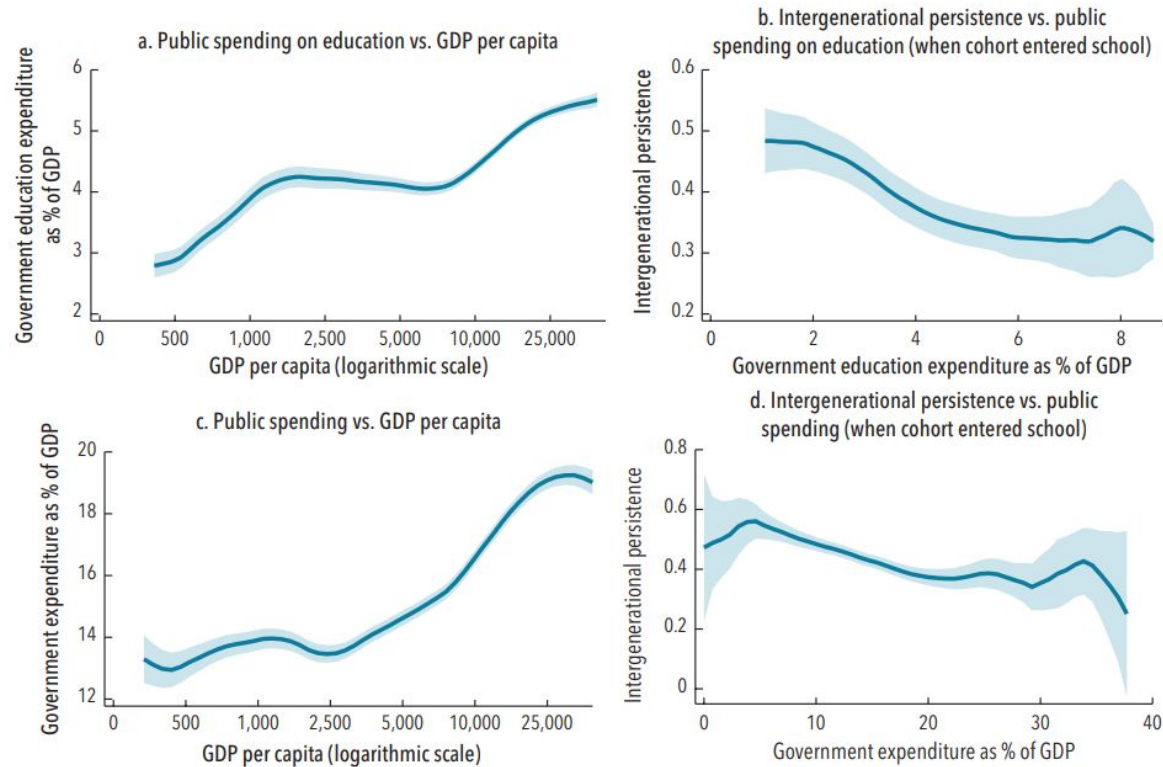 a. Public spending on education vs. GDP per capita
Government education expenditure
as % of GDP
6
5
4
3
2
0
500
1,000
2,500
5,000
10,000
25,000
GDP per capita (logarithmic scale)
b. Intergenerational persistence vs. public
spending on education (when cohort entered school)
Intergenerational persistence
0.6
0.5
0.4
0.3
0.2
0
2
4
6
8
Government education expenditure as % of GDP
c. Public spending vs. GDP per capita
Government expenditure as % of GDP
20
18
16
14
12
0
500
1,000
2,500
5,000
10,000
25,000
GDP per capita (logarithmic scale)
d. Intergenerational persistence vs. public
spending (when cohort entered school)
Intergenerational persistence
0.8
0.6
0.4
0.2
0
0
10
20
30
40
Government expenditure as % of GDP